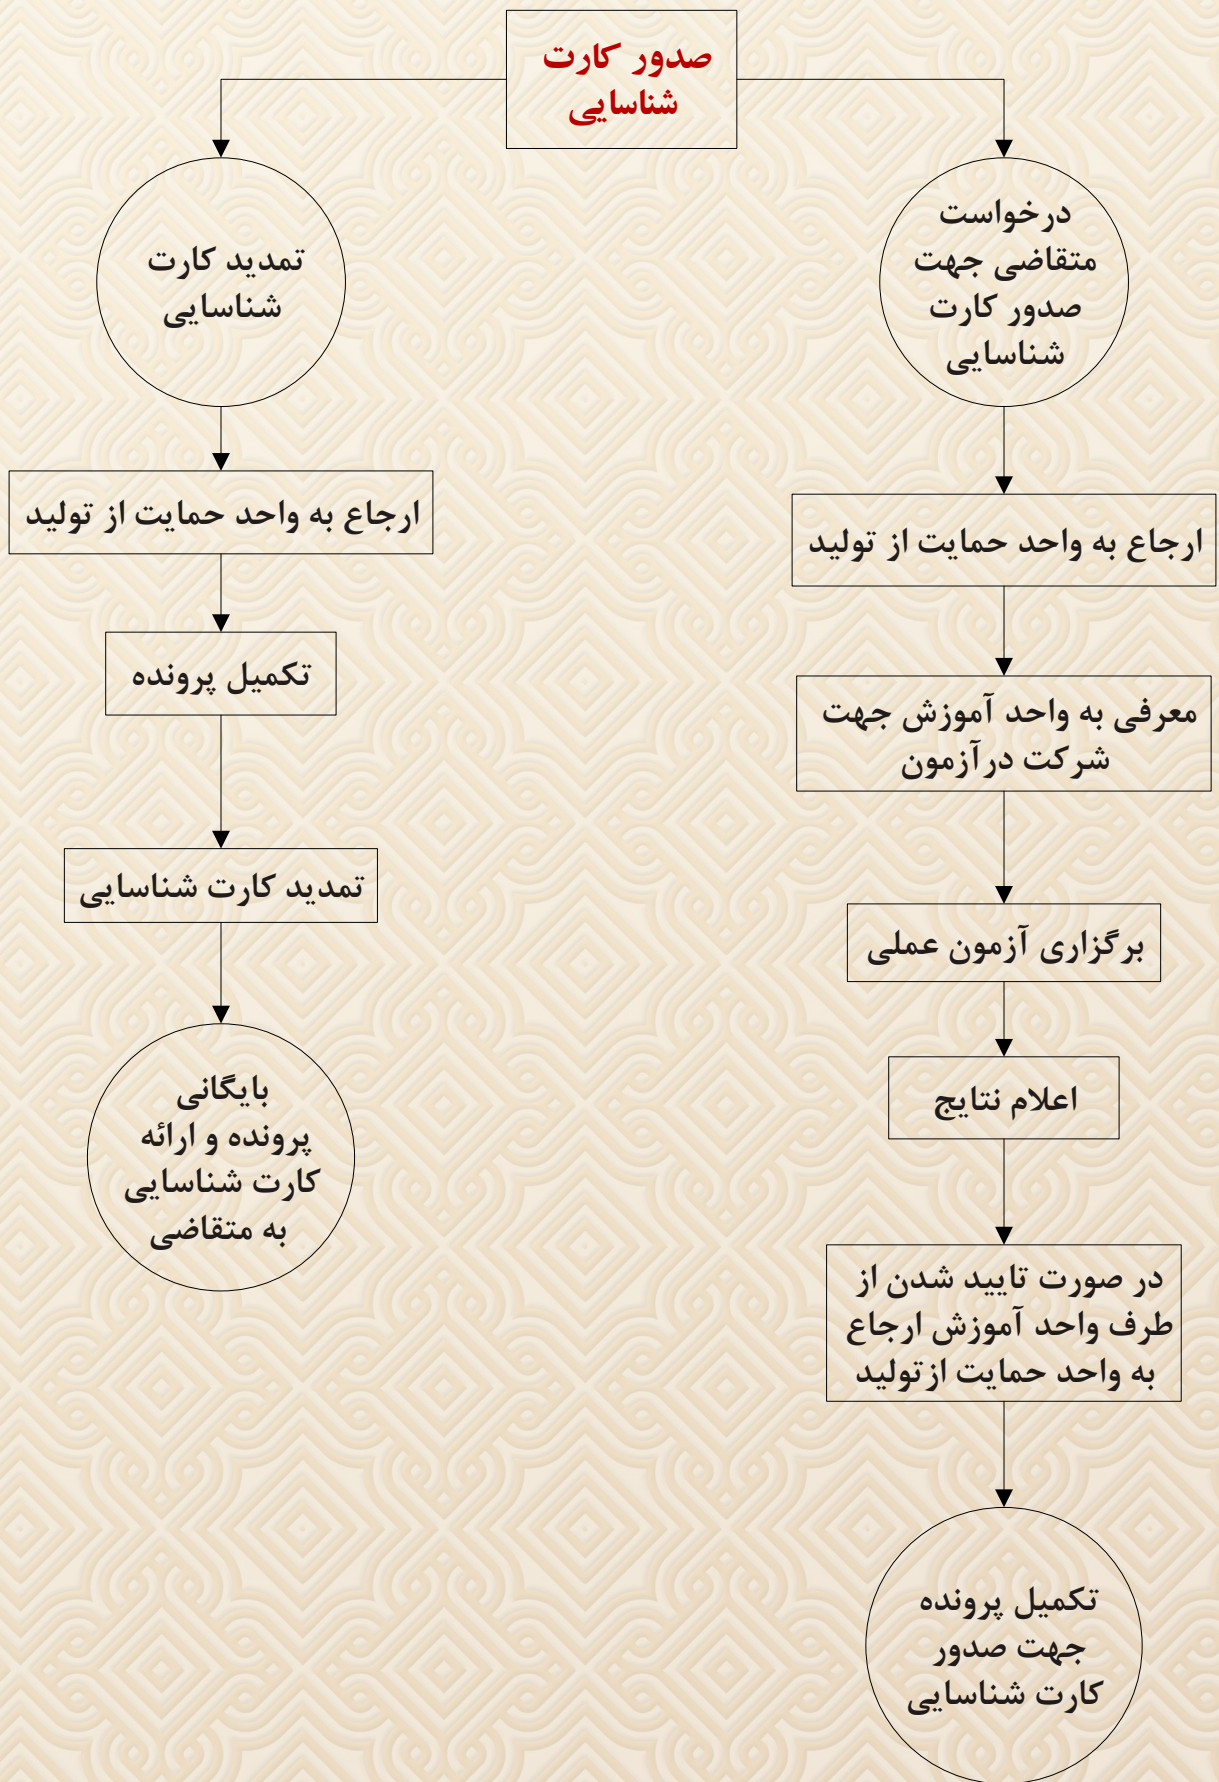 صدور کارت
شناسایی
درخواست
متقاضی جهت
صدور کارت
شناسایی
ارجاع به واحد حمایت از تولید
معرفی به واحد آموزش جهت
شرکت درآزمون
برگزاری آزمون عملی
اعلام نتایج
در صورت تایید شدن از
طرف واحد آموزش ارجاع
به واحد حمایت ازتولید
تکمیل پرونده
جهت صدور
کارت شناسایی
تمدید کارت
شناسایی
ارجاع به واحد حمایت از تولید
تکمیل پرونده
تمدید کارت شناسایی
بایگانی
پرونده و ارائه
کارت شناسایی
به متقاضی